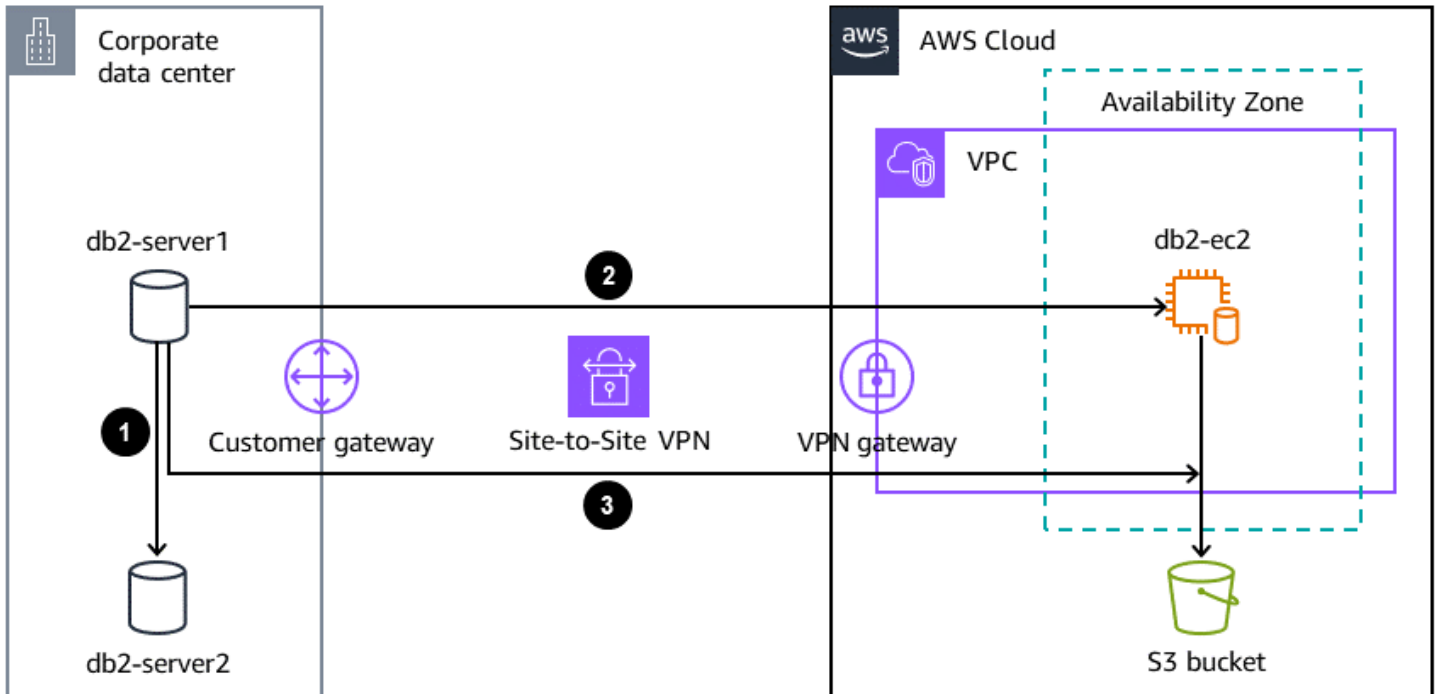 Corporate
data center
aws
AWS Cloud
Availability Zone
VPC
db2-server1
db2-ec2
2
1
Customer gateway
Site-to-Site VPN
VPN gateway
3
db2-server2
S3 bucket